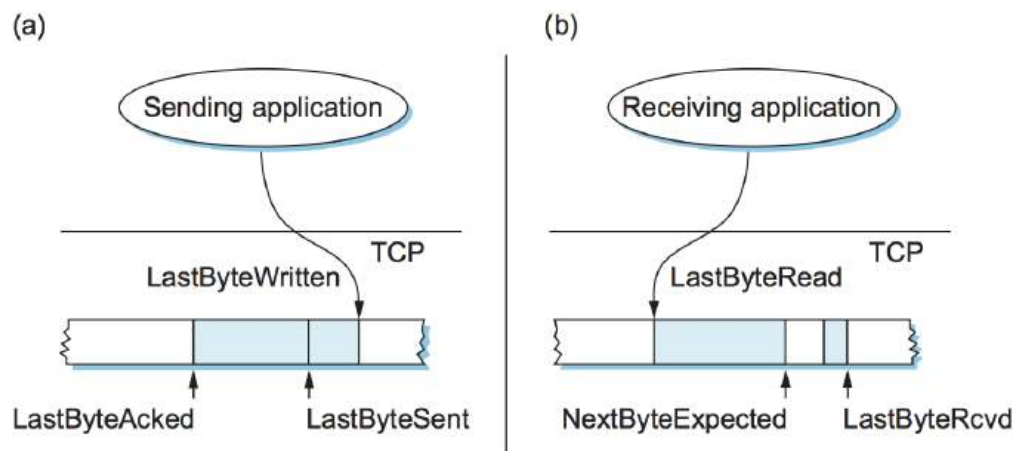 (a)
Sending application
TCP
LastByteWritten
LastByteAcked
LastByteSent
(b)
Receiving application
TCP
LastByteRead
NextByteExpected
LastByteRcvd